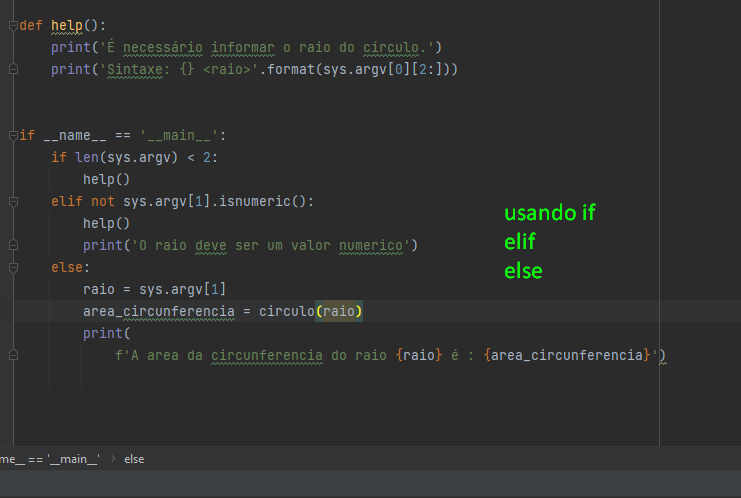 def help():
print('É necessário informar o raio do círculo.')
print('Sintaxe: {} <raio>'.format(sys.argv[0][2:]))
if __name__ == '__main__':
if len(sys.argv) < 2:
help()
elif not sys.argv[1].isnumeric():
help()
print('O raio deve ser um valor numerico')
else:
raio = sys.argv[1]
area_circunferencia = circulo(raio)
print(
f'A area da circunferencia do raio {raio} é : {area_circunferencia}')
usando if
elif
else
me__ == '__main__' › else